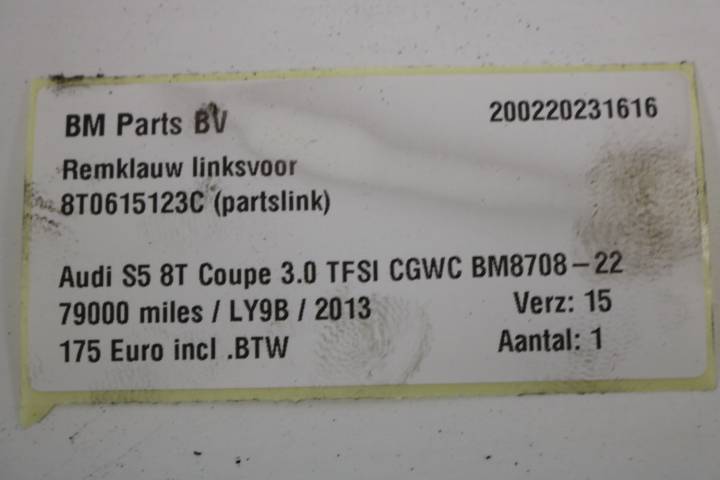 BM Parts BV 200220231616
Remklauw linksvoor
8T0615123C (partslink)
Audi S5 8T Coupe 3.0 TFSI CGWC BM8708-22
79000 miles / LY9B / 2013 Verz: 15
175 Euro incl .BTW Aantal: 1